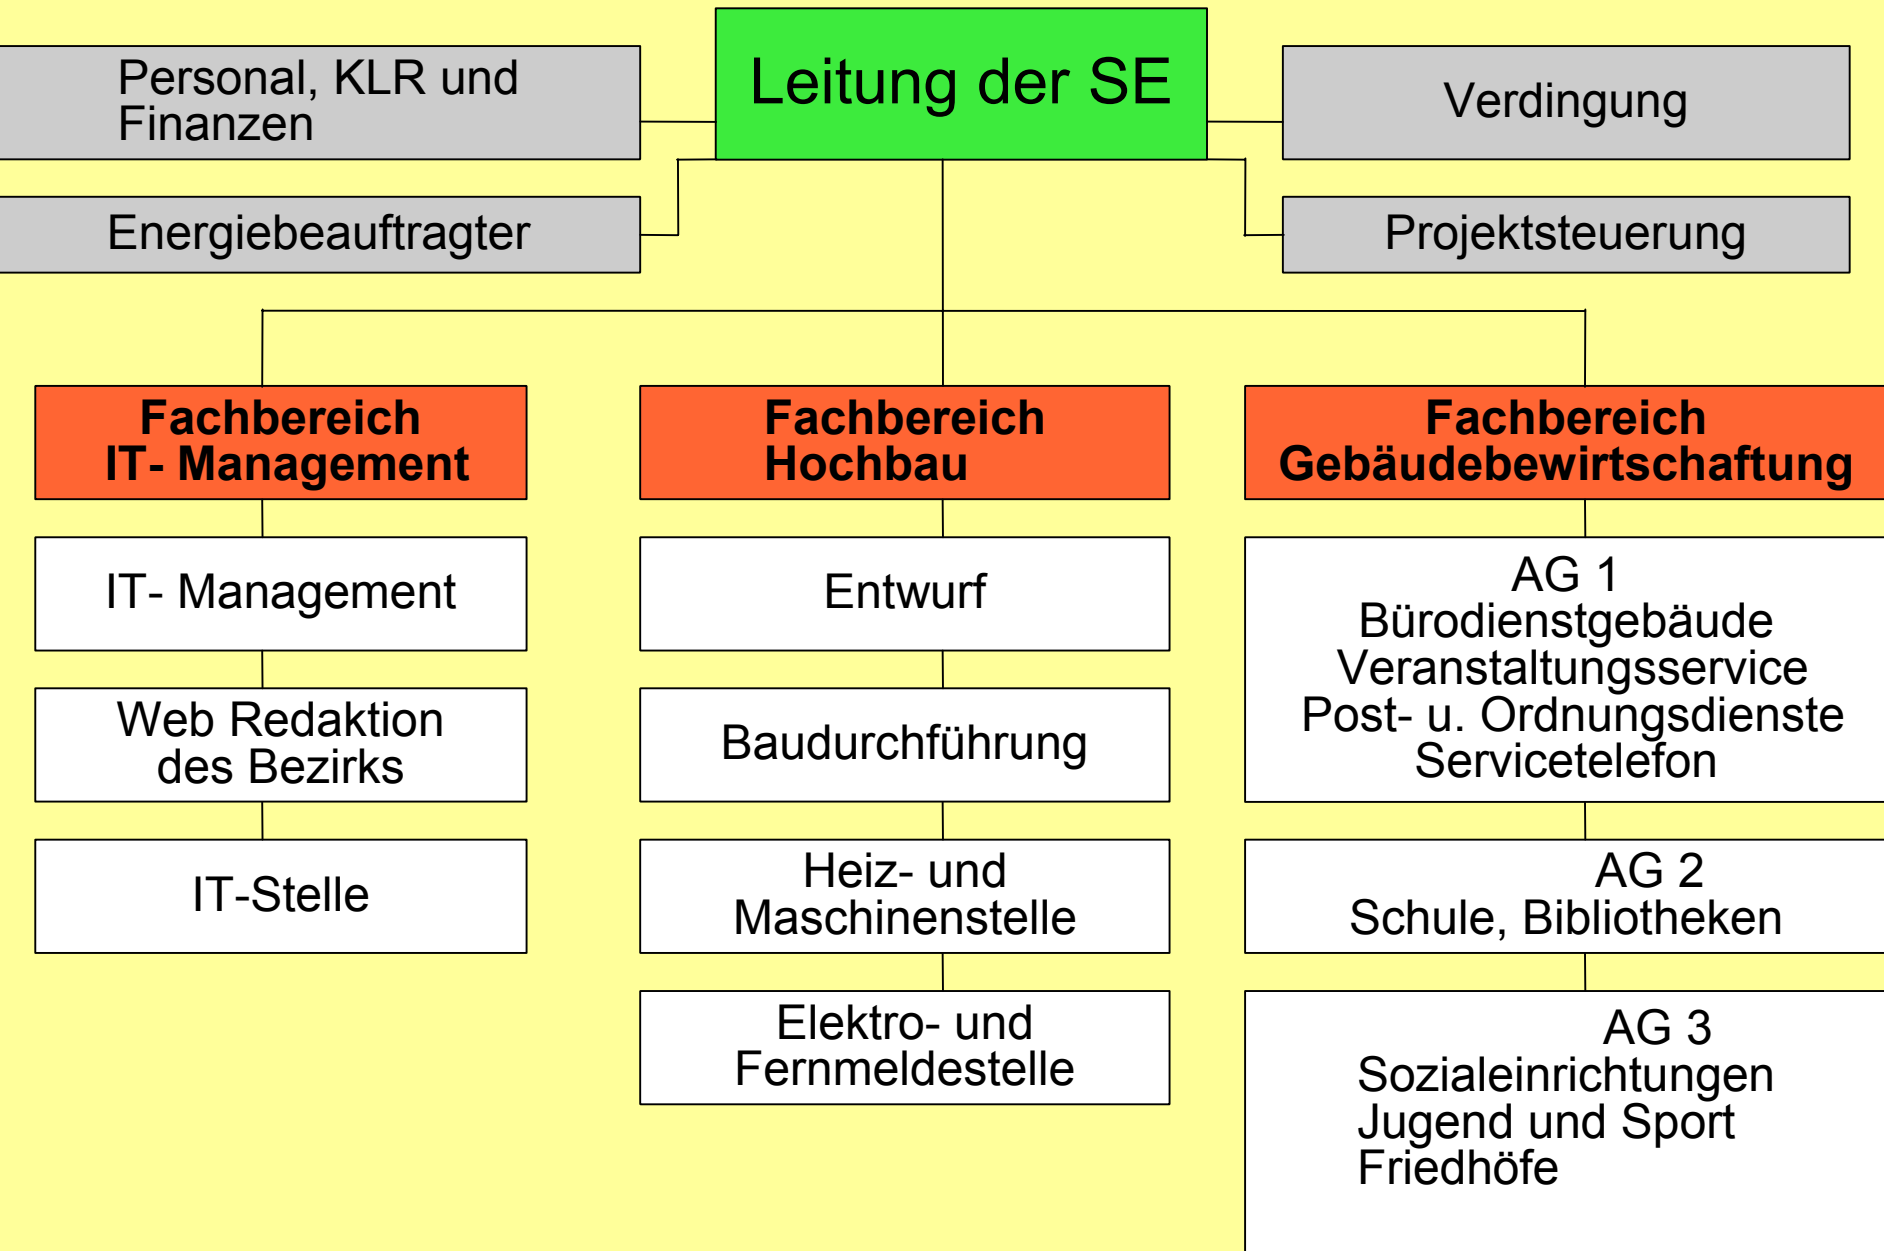 Personal, KLR und
Finanzen
Leitung der SE
Verdingung
Energiebeauftragter
Projektsteuerung
Fachbereich
IT- Management
IT- Management
Web Redaktion
des Bezirks
IT-Stelle
Fachbereich
Hochbau
Entwurf
Baudurchführung
Heiz- und
Maschinenstelle
Elektro- und
Fernmeldestelle
Fachbereich
Gebäudebewirtschaftung
AG 1
Bürodienstgebäude
Veranstaltungsservice
Post- u. Ordnungsdienste
Servicetelefon
AG 2
Schule, Bibliotheken
AG 3
Sozialeinrichtungen
Jugend und Sport
Friedhöfe